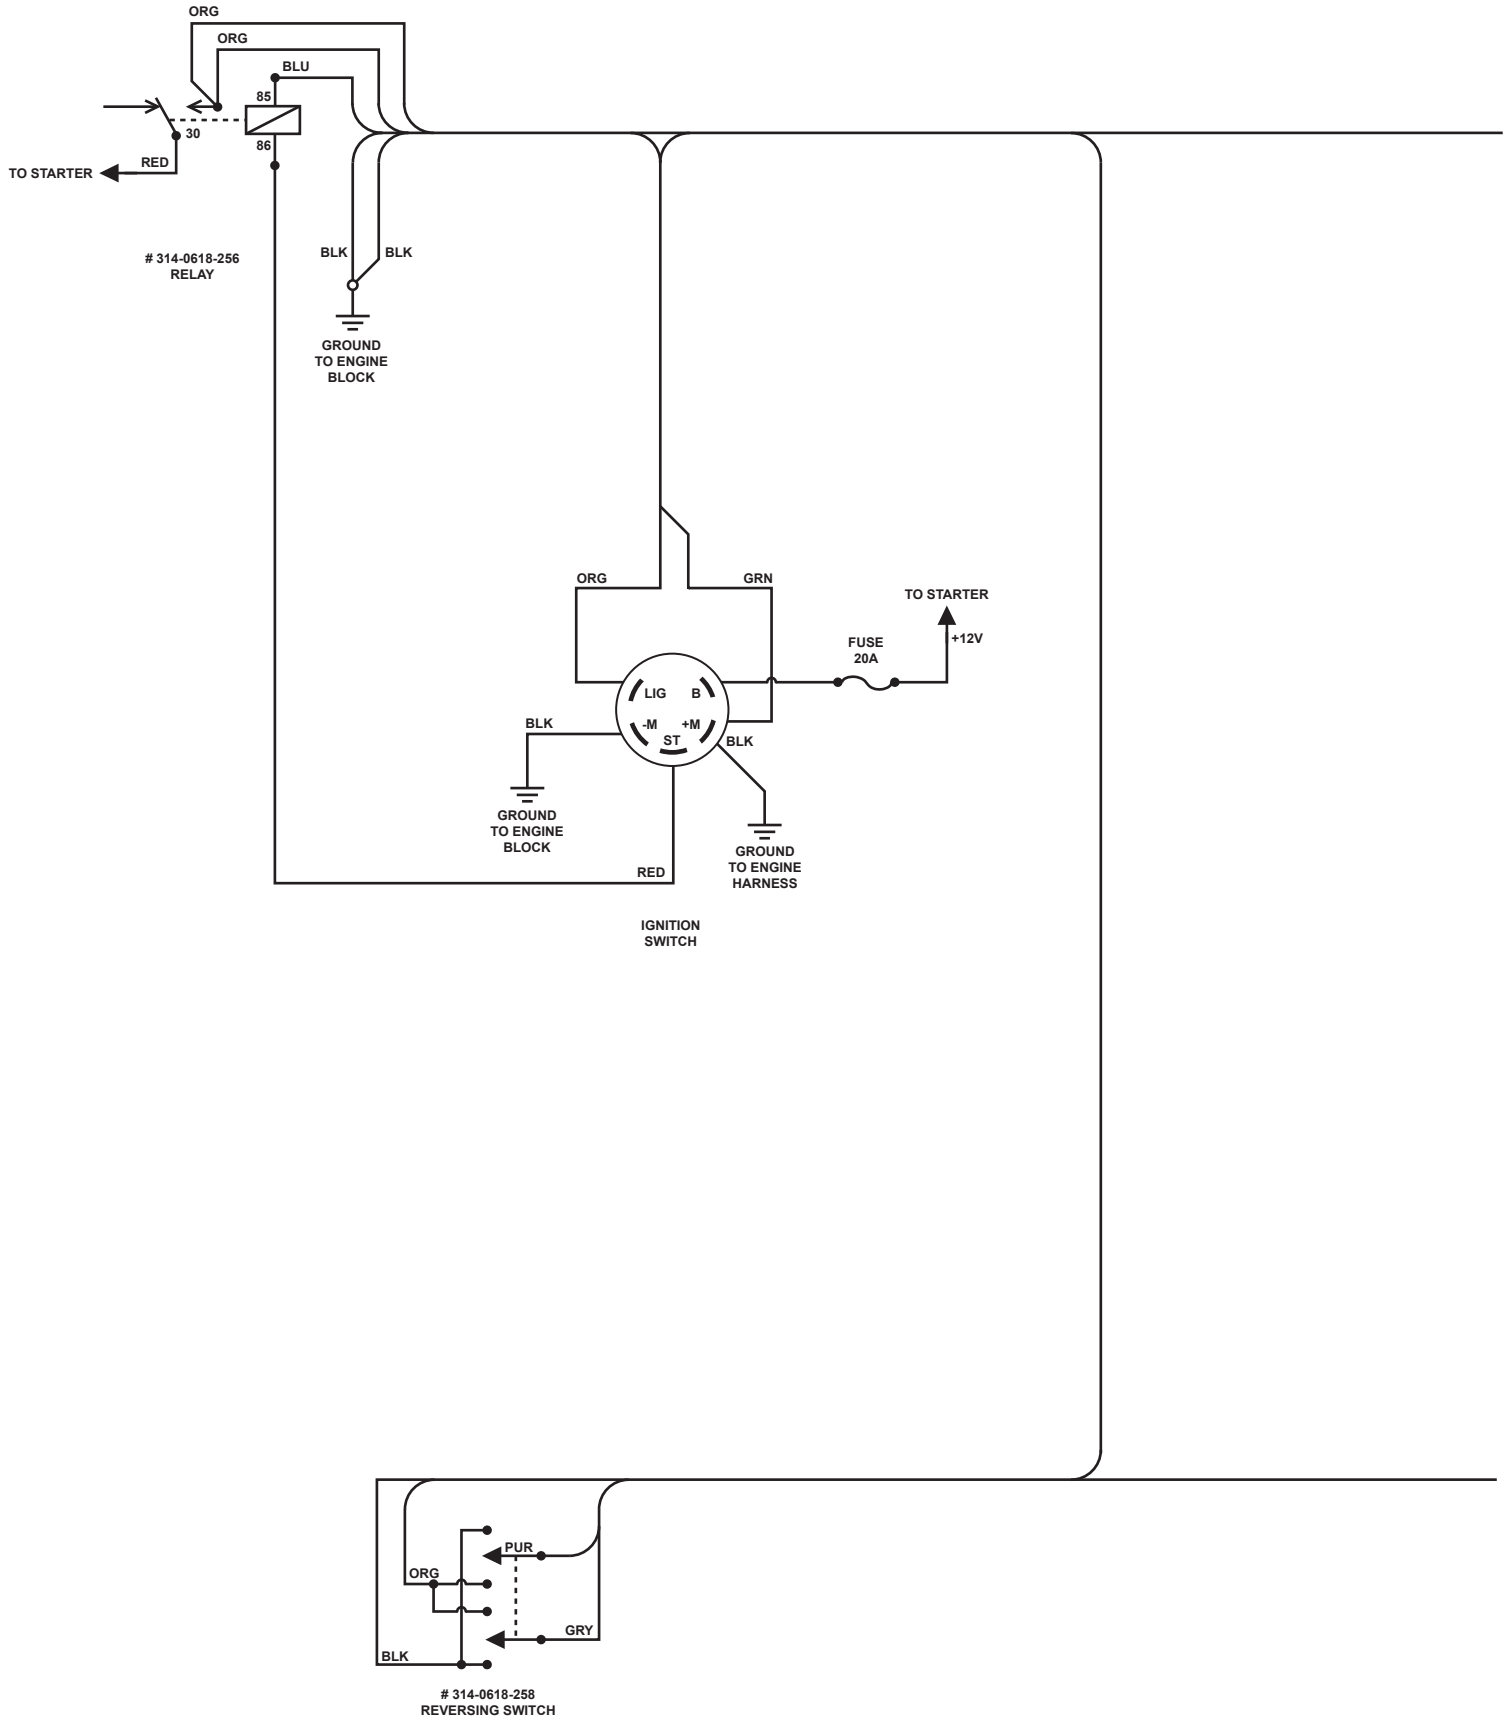 ORG
ORG
BLU
85
30
86
RED
TO STARTER
BLK
BLK
# 314-0618-256
RELAY
GROUND
TO ENGINE
BLOCK
ORG
GRN
TO STARTER
+12V
FUSE
20A
LIG
B
-M
+M
ST
BLK
BLK
GROUND
TO ENGINE
BLOCK
GROUND
TO ENGINE
HARNESS
RED
IGNITION
SWITCH
PUR
ORG
GRY
BLK
# 314-0618-258
REVERSING SWITCH